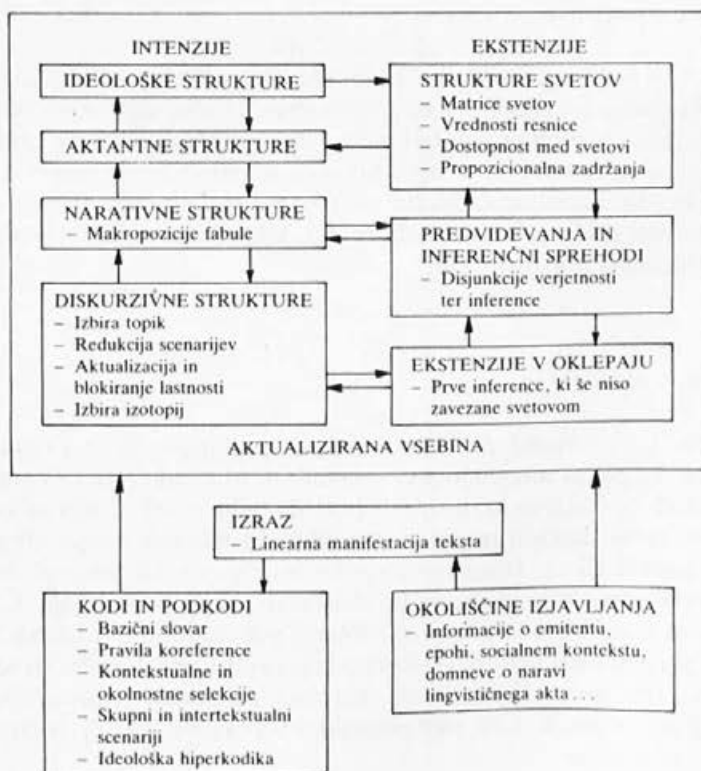 INTENZIJE
IDEOLOŠKE STRUKTURE
AKTANTNE STRUKTURE
NARATIVNE STRUKTURE
– Makropozicije fabule
DISKURZIVNE STRUKTURE
– Izbira topik
– Redukcija scenarijev
– Aktualizacija in
blokiranje lastnosti
– Izbira izotopij
EKSTENZIJE
STRUKTURE SVETOV
– Matrice svetov
– Vrednosti resnice
– Dostopnost med svetovi
– Propozicionalna zadržanja
PREDVIDEVANJA IN
INFERENČNI SPREHODI
– Disjunkcije verjetnosti
ter inference
EKSTENZIJE V OKLEPAJU
– Prve inference, ki še niso
zavezane svetovom
AKTUALIZIRANA VSEBINA
IZRAZ
– Linearna manifestacija teksta
KODI IN PODKODI
– Bazični slovar
– Pravila koreference
– Kontekstualne in
okolnostne selekcije
– Skupni in intertekstualni
scenariji
– Ideološka hiperkodika
OKOLIŠČINE IZJAVLJANJA
– Informacije o emitentu,
epohi, socialnem kontekstu,
domneve o naravi
lingvističnega akta ...